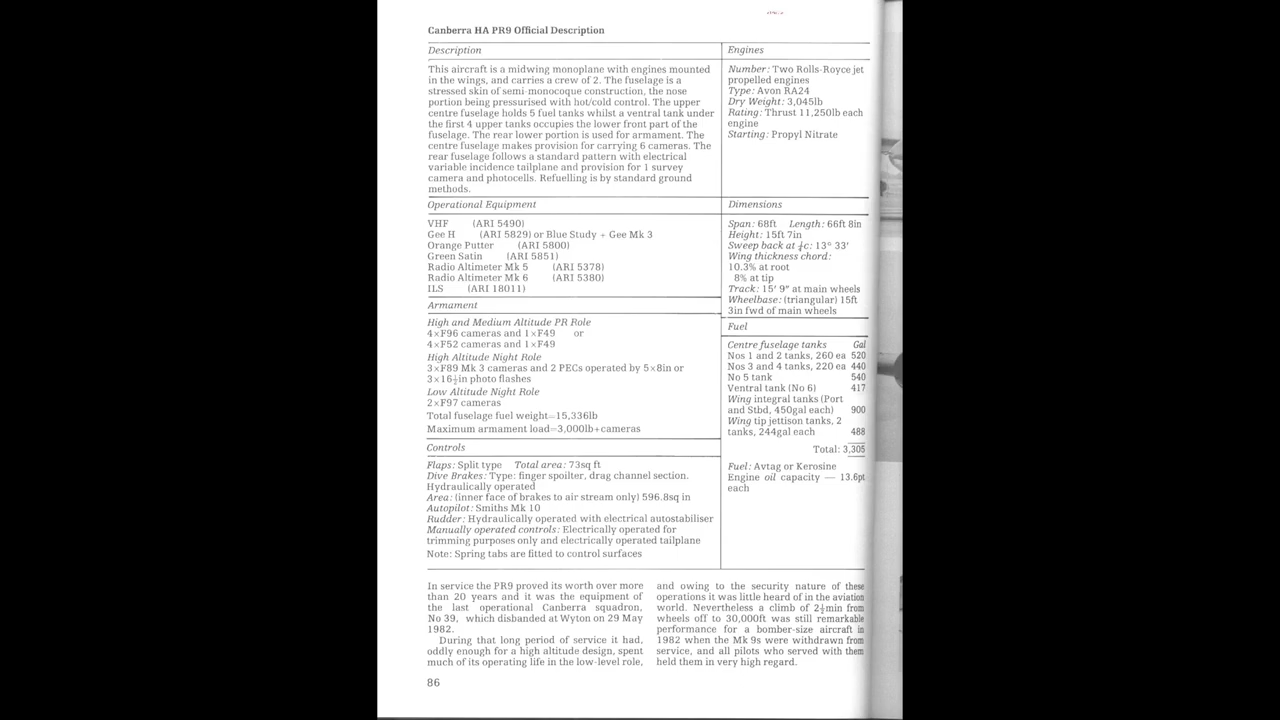 Canberra HA PR9 Official Description
Description
This aircraft is a midwing monoplane with engines mounted
in the wings, and carries a crew of 2. The fuselage is a
stressed skin of semi-monocoque construction, the nose
portion being pressurised with hot/cold control. The upper
centre fuselage holds 5 fuel tanks whilst a ventral tank under
the first 4 upper tanks occupies the lower front part of the
fuselage. The rear lower portion is used for armament. The
centre fuselage makes provision for carrying 6 cameras. The
rear fuselage follows a standard pattern with electrical
variable incidence tailplane and provision for 1 survey
camera and photocells. Refuelling is by standard ground
methods.
Operational Equipment
VHF (ARI 5490)
Gee H (ARI 5829) or Blue Study + Gee Mk 3
Orange Putter (ARI 5800)
Green Satin (ARI 5851)
Radio Altimeter Mk 5 (ARI 5378)
Radio Altimeter Mk 6 (ARI 5380)
ILS (ARI 18011)
Armament
High and Medium Altitude PR Role
4×F96 cameras and 1×F49 or
4×F52 cameras and 1×F49
High Altitude Night Role
3×F89 Mk 3 cameras and 2 PECs operated by 5×8in or
3×16½in photo flashes
Low Altitude Night Role
2×F97 cameras
Total fuselage fuel weight=15,336lb
Maximum armament load=3,000lb+cameras
Controls
Flaps: Split type Total area: 73sq ft
Dive Brakes: Type: finger spoilter, drag channel section.
Hydraulically operated
Area: (inner face of brakes to air stream only) 596.8sq in
Autopilot: Smiths Mk 10
Rudder: Hydraulically operated with electrical autostabiliser
Manually operated controls: Electrically operated for
trimming purposes only and electrically operated tailplane
Note: Spring tabs are fitted to control surfaces
Engines
Number: Two Rolls-Royce jet
propelled engines
Type: Avon RA24
Dry Weight: 3,045lb
Rating: Thrust 11,250lb each
engine
Starting: Propyl Nitrate
Dimensions
Span: 68ft Length: 66ft 8in
Height: 15ft 7in
Sweep back at ¼c: 13° 33′
Wing thickness chord:
10.3% at root
8% at tip
Track: 15′ 9″ at main wheels
Wheelbase: (triangular) 15ft
3in fwd of main wheels
Fuel
Centre fuselage tanks Gal
Nos 1 and 2 tanks, 260 ea 520
Nos 3 and 4 tanks, 220 ea 440
No 5 tank 540
Ventral tank (No 6) 417
Wing integral tanks (Port
and Stbd, 450gal each) 900
Wing tip jettison tanks, 2
tanks, 244gal each 488
Total: 3,305
Fuel: Avtag or Kerosine
Engine oil capacity — 13.6pt
each
In service the PR9 proved its worth over more
than 20 years and it was the equipment of
the last operational Canberra squadron,
No 39, which disbanded at Wyton on 29 May
1982.
During that long period of service it had,
oddly enough for a high altitude design, spent
much of its operating life in the low-level role,
and owing to the security nature of these
operations it was little heard of in the aviation
world. Nevertheless a climb of 2½min from
wheels off to 30,000ft was still remarkable
performance for a bomber-size aircraft in
1982 when the Mk 9s were withdrawn from
service, and all pilots who served with them
held them in very high regard.
86